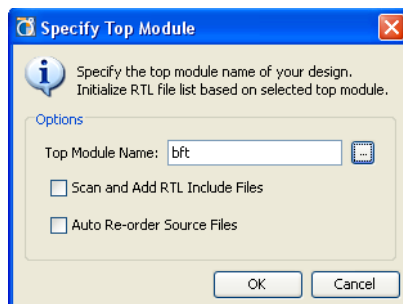 Specify Top Module
Specify the top module name of your design.
Initialize RTL file list based on selected top module.
Options
Top Module Name: bft ...
Scan and Add RTL Include Files
Auto Re-order Source Files
OK Cancel